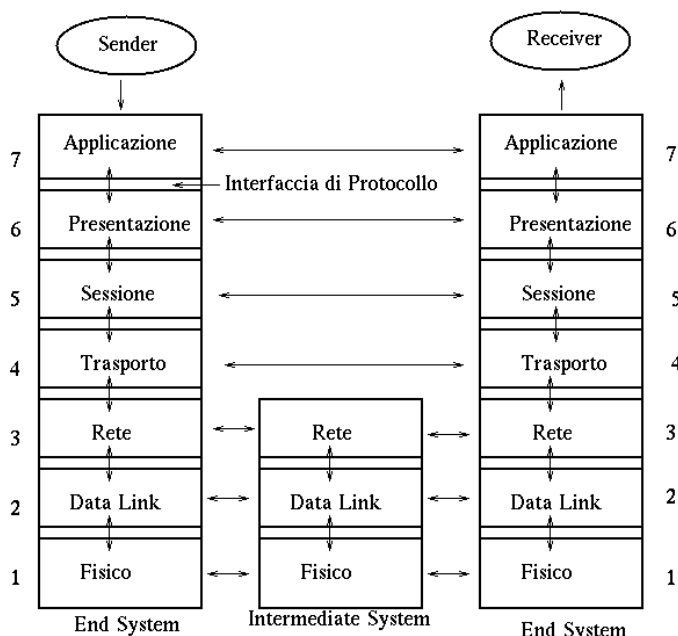 Sender
Receiver
7 Applicazione Applicazione 7
Interfaccia di Protocollo
6 Presentazione Presentazione 6
5 Sessione Sessione 5
4 Trasporto Trasporto 4
3 Rete Rete Rete 3
2 Data Link Data Link Data Link 2
1 Fisico Fisico Fisico 1
End System Intermediate System End System